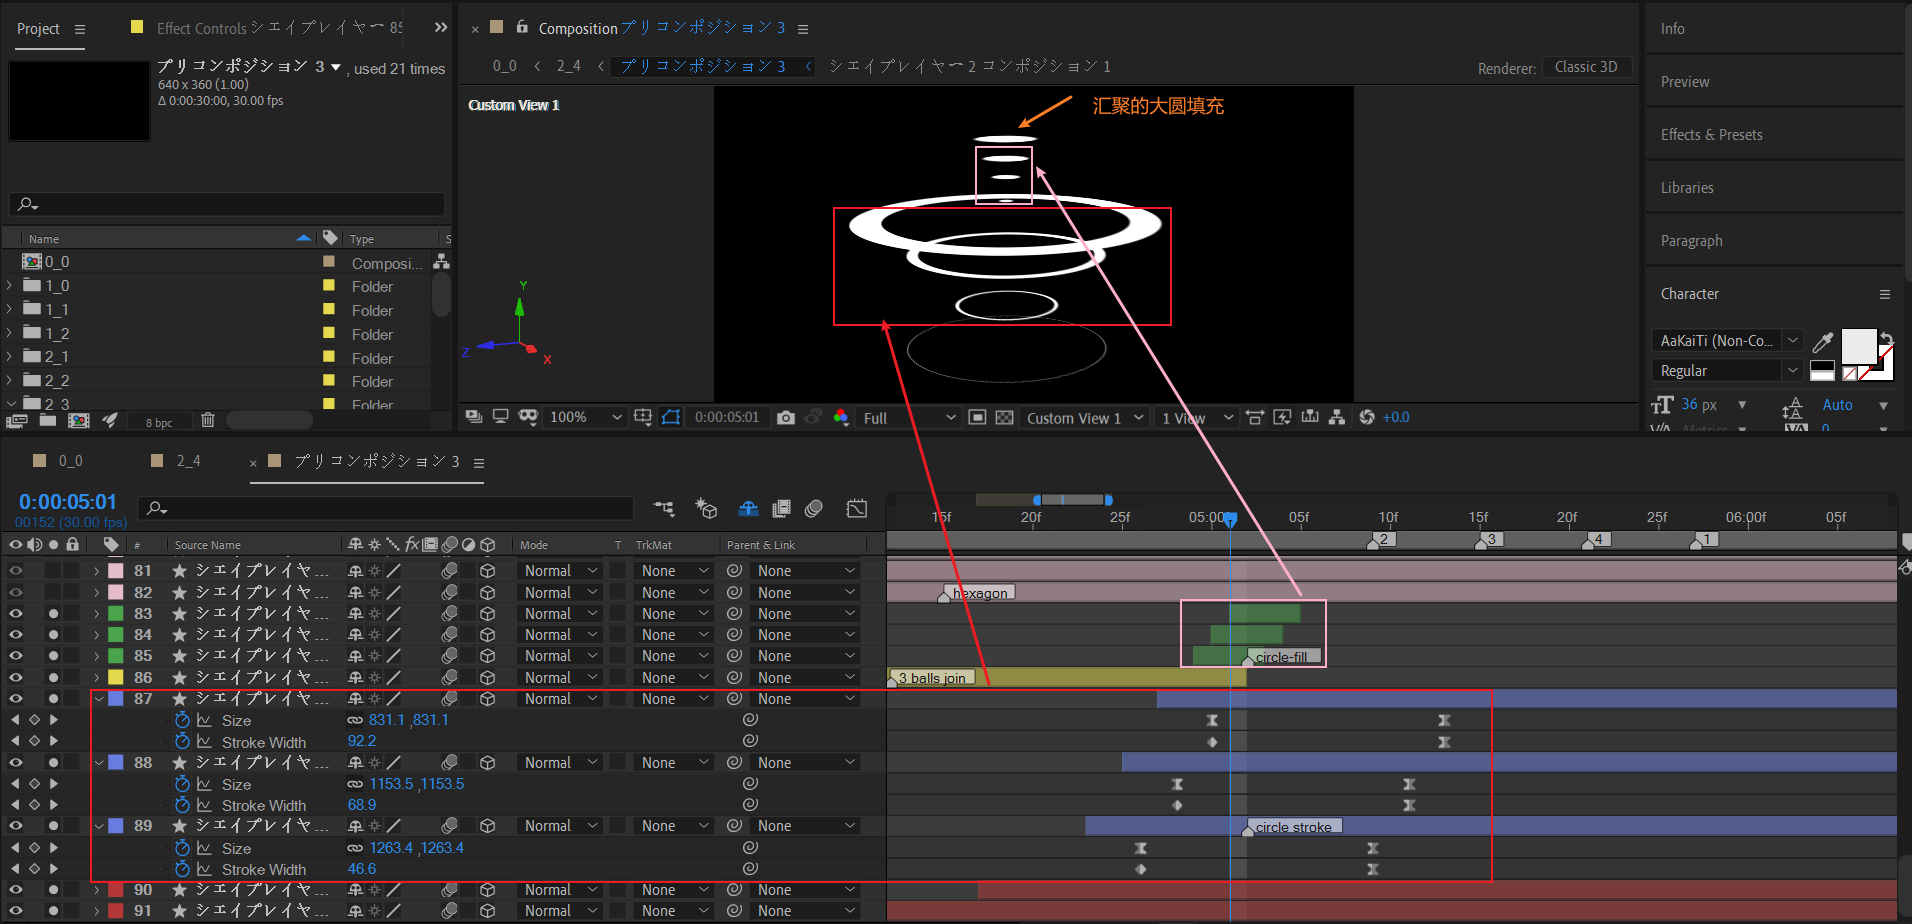 Project
Effect Controls シエイプレイヤー 85
プリコンポジション 3 , used 21 times
640 x 360 (1.00)
Δ 0:00:30:00, 30.00 fps
Name
Type
S
0_0
Composi...
1_0
Folder
1_1
Folder
1_2
Folder
2_1
Folder
2_2
Folder
2_3
Folder
8 bpc
Composition プリコンポジション 3
0_0 < 2_4 < プリコンポジション 3 < シエイプレイヤー 2 コンポジション 1
Renderer:
Classic 3D
Custom View 1
汇聚的大圆填充
Y
Z
X
100%
0:00:05:01
Full
Custom View 1
1 View
+0.0
Info
Preview
Effects & Presets
Libraries
Paragraph
Character
AaKaiTi (Non-Co...
Regular
36 px
Auto
Metrics
0
0_0
2_4
プリコンポジション 3
0:00:05:01
00152 (30.00 fps)
15f
20f
25f
05:00f
05f
10f
15f
20f
25f
06:00f
05f
2
3
4
1
# Source Name
Mode
T TrkMat
Parent & Link
81 シエイプレイヤ... Normal None None
82 シエイプレイヤ... Normal None None
hexagon
83 シエイプレイヤ... Normal None None
84 シエイプレイヤ... Normal None None
85 シエイプレイヤ... Normal None None
circle-fill
86 シエイプレイヤ... Normal None None
3 balls join
87 シエイプレイヤ... Normal None None
Size 831.1 ,831.1
Stroke Width 92.2
88 シエイプレイヤ... Normal None None
Size 1153.5 ,1153.5
Stroke Width 68.9
89 シエイプレイヤ... Normal None None
circle stroke
Size 1263.4 ,1263.4
Stroke Width 46.6
90 シエイプレイヤ... Normal None None
91 シエイプレイヤ... Normal None None